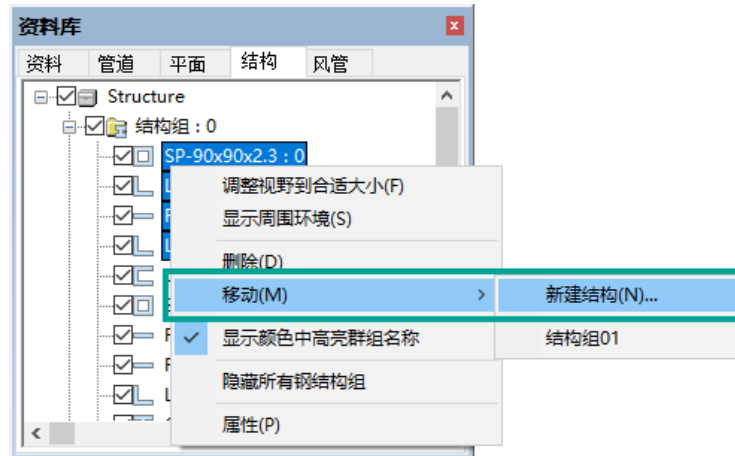 资料库
资料 管道 平面 结构 风管
Structure
结构组：0
SP-90x90x2.3：0
调整视野到合适大小(F)
显示周围环境(S)
删除(D)
移动(M)
新建结构(N)...
显示颜色中高亮群组名称
结构组01
隐藏所有钢结构组
属性(P)